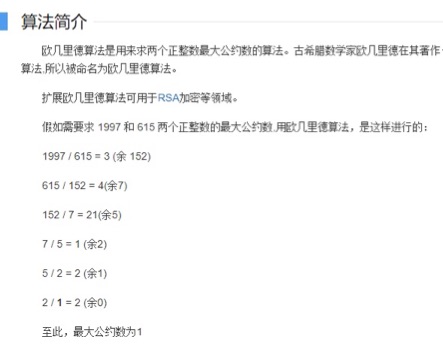 算法简介
欧几里德算法是用来求两个正整数最大公约数的算法。古希腊数学家欧几里德在其著作
算法,所以被命名为欧几里德算法。
扩展欧几里德算法可用于RSA加密等领域。
假如需要求 1997 和 615 两个正整数的最大公约数,用欧几里德算法，是这样进行的：
1997 / 615 = 3 (余 152)
615 / 152 = 4(余7)
152 / 7 = 21(余5)
7 / 5 = 1 (余2)
5 / 2 = 2 (余1)
2 / 1 = 2 (余0)
至此，最大公约数为1